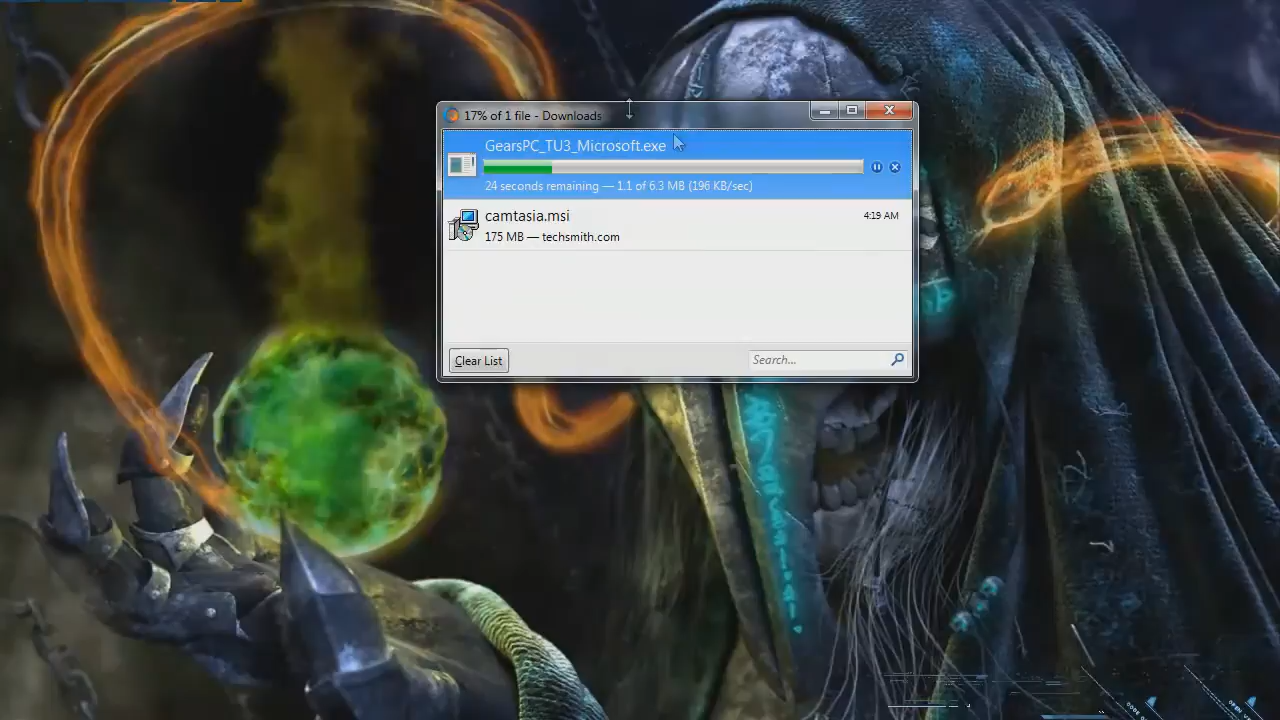 17% of 1 file - Downloads
GearsPC_TU3_Microsoft.exe
24 seconds remaining — 1.1 of 6.3 MB (196 KB/sec)
camtasia.msi
4:19 AM
175 MB — techsmith.com
Clear List
Search...